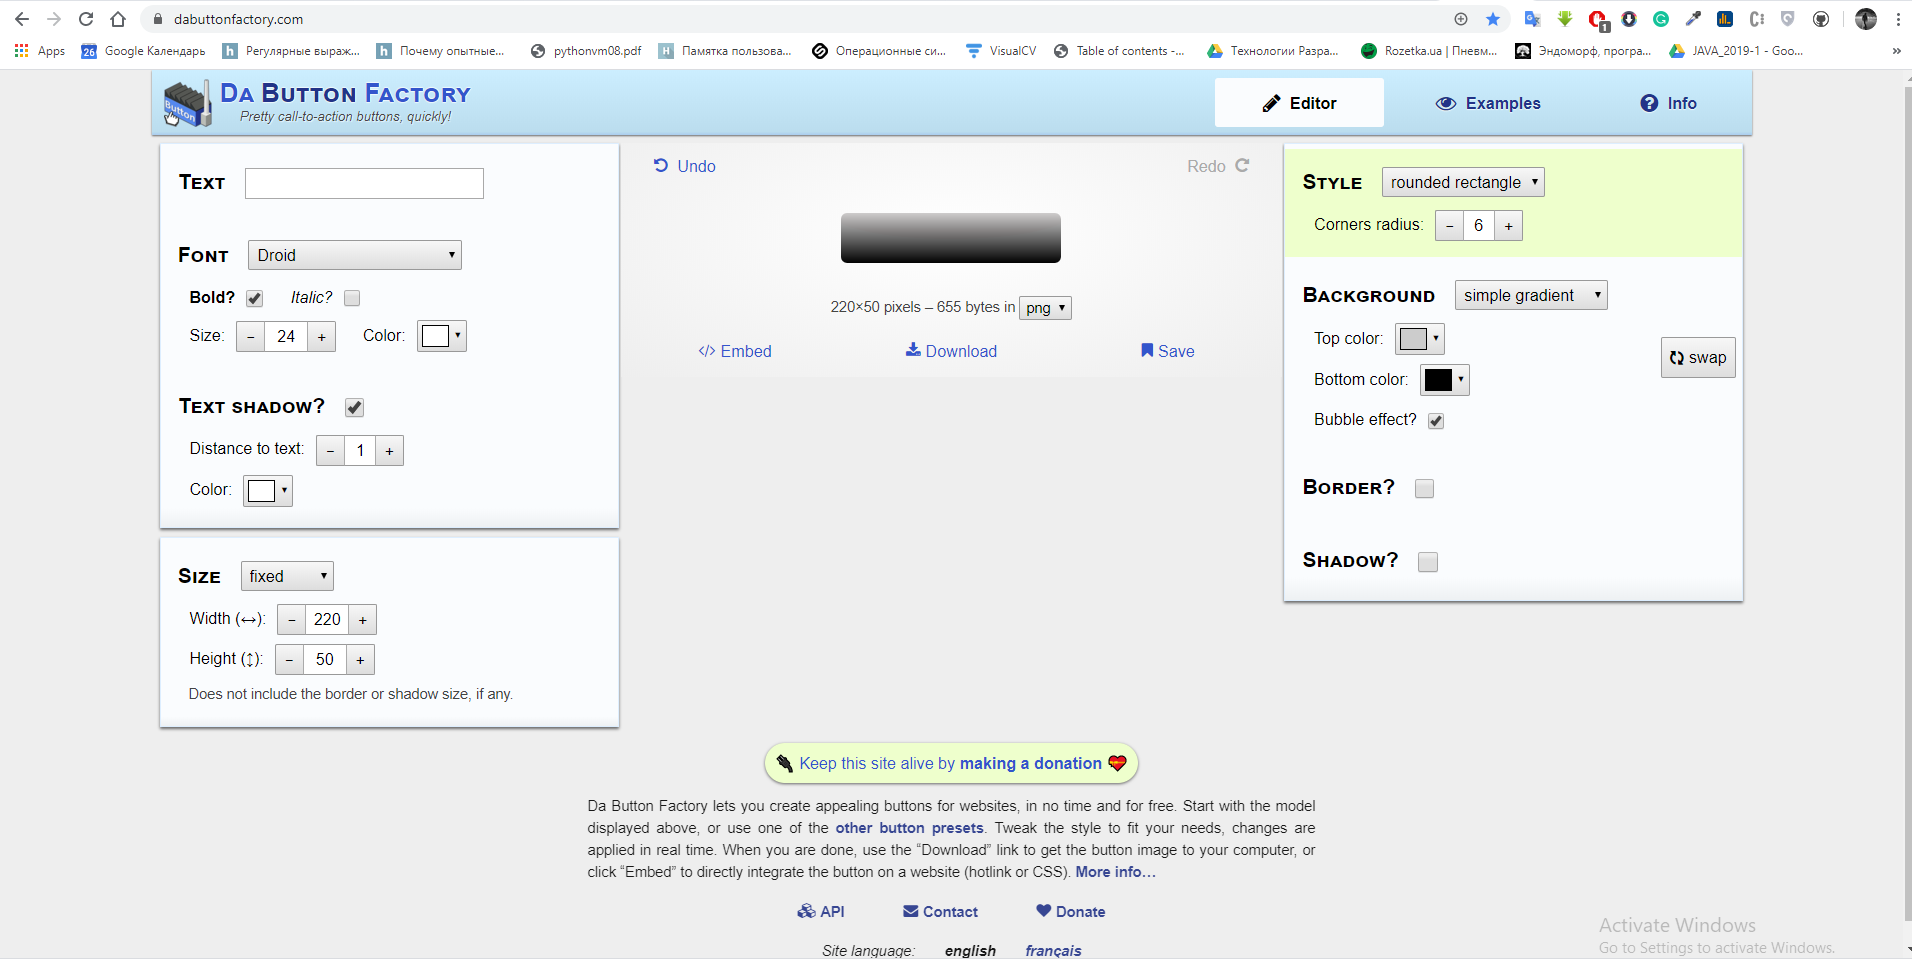 dabuttonfactory.com
1
Apps
26
Google Календарь
h
Регулярные выраж...
h
Почему опытные...
pythonvm08.pdf
H
Памятка пользова...
Операционные си...
VisualCV
Table of contents -...
Технологии Разра...
Rozetka.ua | Пневм...
Эндоморф, програ...
JAVA_2019-1 - Goo...
»
Button
Da Button Factory
Pretty call-to-action buttons, quickly!
Editor
Examples
Info
Text
Font
Droid
Bold?
Italic?
Size:
−
24
+
Color:
Text shadow?
Distance to text:
−
1
+
Color:
Size
fixed
Width (↔):
−
220
+
Height (↕):
−
50
+
Does not include the border or shadow size, if any.
Undo
Redo
220×50 pixels – 655 bytes in png
</> Embed
Download
Save
Style
rounded rectangle
Corners radius:
−
6
+
Background
simple gradient
Top color:
swap
Bottom color:
Bubble effect?
Border?
Shadow?
Keep this site alive by making a donation
Da Button Factory lets you create appealing buttons for websites, in no time and for free. Start with the model
displayed above, or use one of the other button presets. Tweak the style to fit your needs, changes are
applied in real time. When you are done, use the “Download” link to get the button image to your computer, or
click “Embed” to directly integrate the button on a website (hotlink or CSS). More info…
API
Contact
Donate
Site language:
english
français
Activate Windows
Go to Settings to activate Windows.